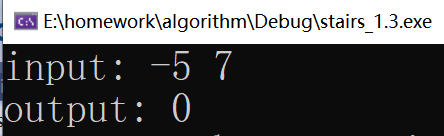 E:\homework\algorithm\Debug\stairs_1.3.exe
input: -5 7
output: 0